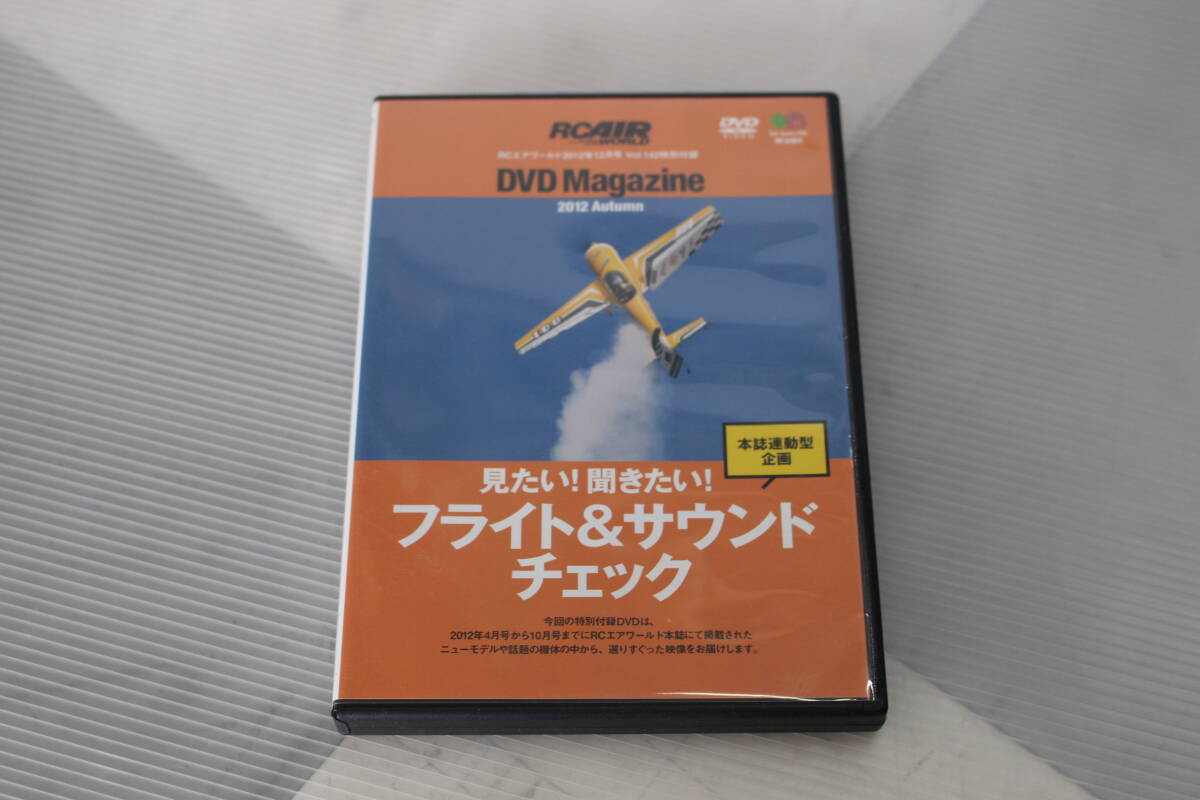 RCAIR
WORLD
DVD
VIDEO
RCエアワールド2012年12月号 Vol.142特別付録
DVD Magazine
2012 Autumn
本誌連動型
企画
見たい!聞きたい!
フライト&サウンド
チェック
今回の特別付録DVDは、
2012年4月号から10月号までにRCエアワールド本誌にて掲載された
ニューモデルや話題の機体の中から、選りすぐった映像をお届けします。